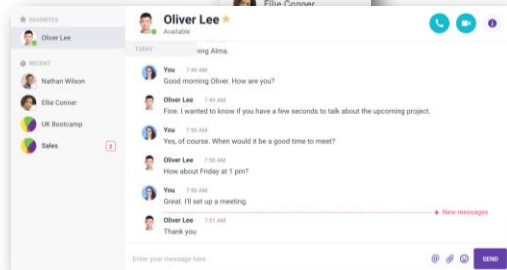 Ellie Conner
FAVORITES
Oliver Lee
RECENT
Nathan Wilson
Ellie Conner
UK Bootcamp
Sales 2
Oliver Lee
Available
TODAY
ning Alma.
You 7:49 AM
Good morning Oliver. How are you?
Oliver Lee 7:49 AM
Fine. I wanted to know if you have a few seconds to talk about the upcoming project.
You 7:50 AM
Yes, of course. When would it be a good time to meet?
Oliver Lee 7:50 AM
How about Friday at 1 pm?
You 7:50 AM
Great. I'll set up a meeting.
New messages
Oliver Lee 7:51 AM
Thank you
Enter your message here
@
SEND